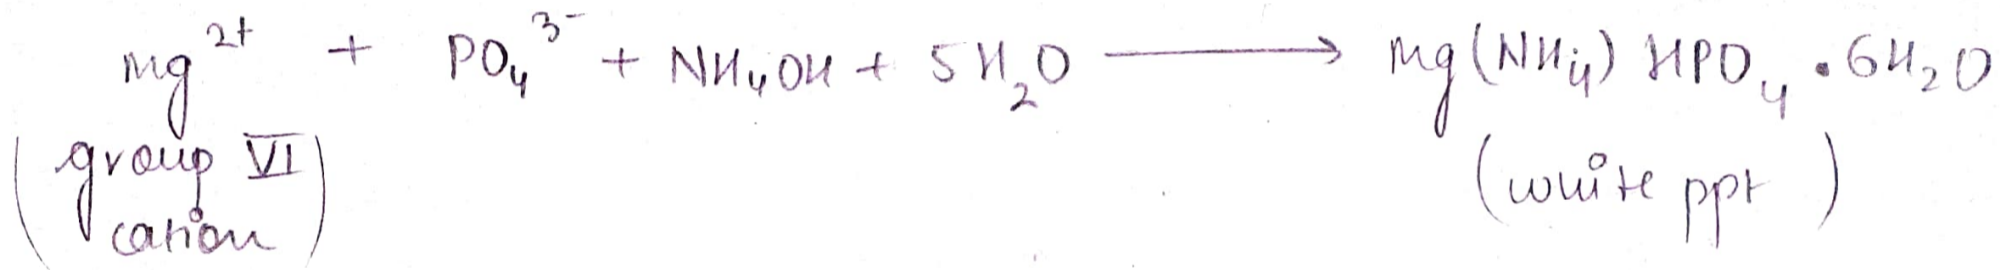 Mg²⁺ + PO₄³⁻ + NH₄OH + 5H₂O ⟶ Mg(NH₄) HPO₄ · 6H₂O
(group VI (white ppt)
cation)